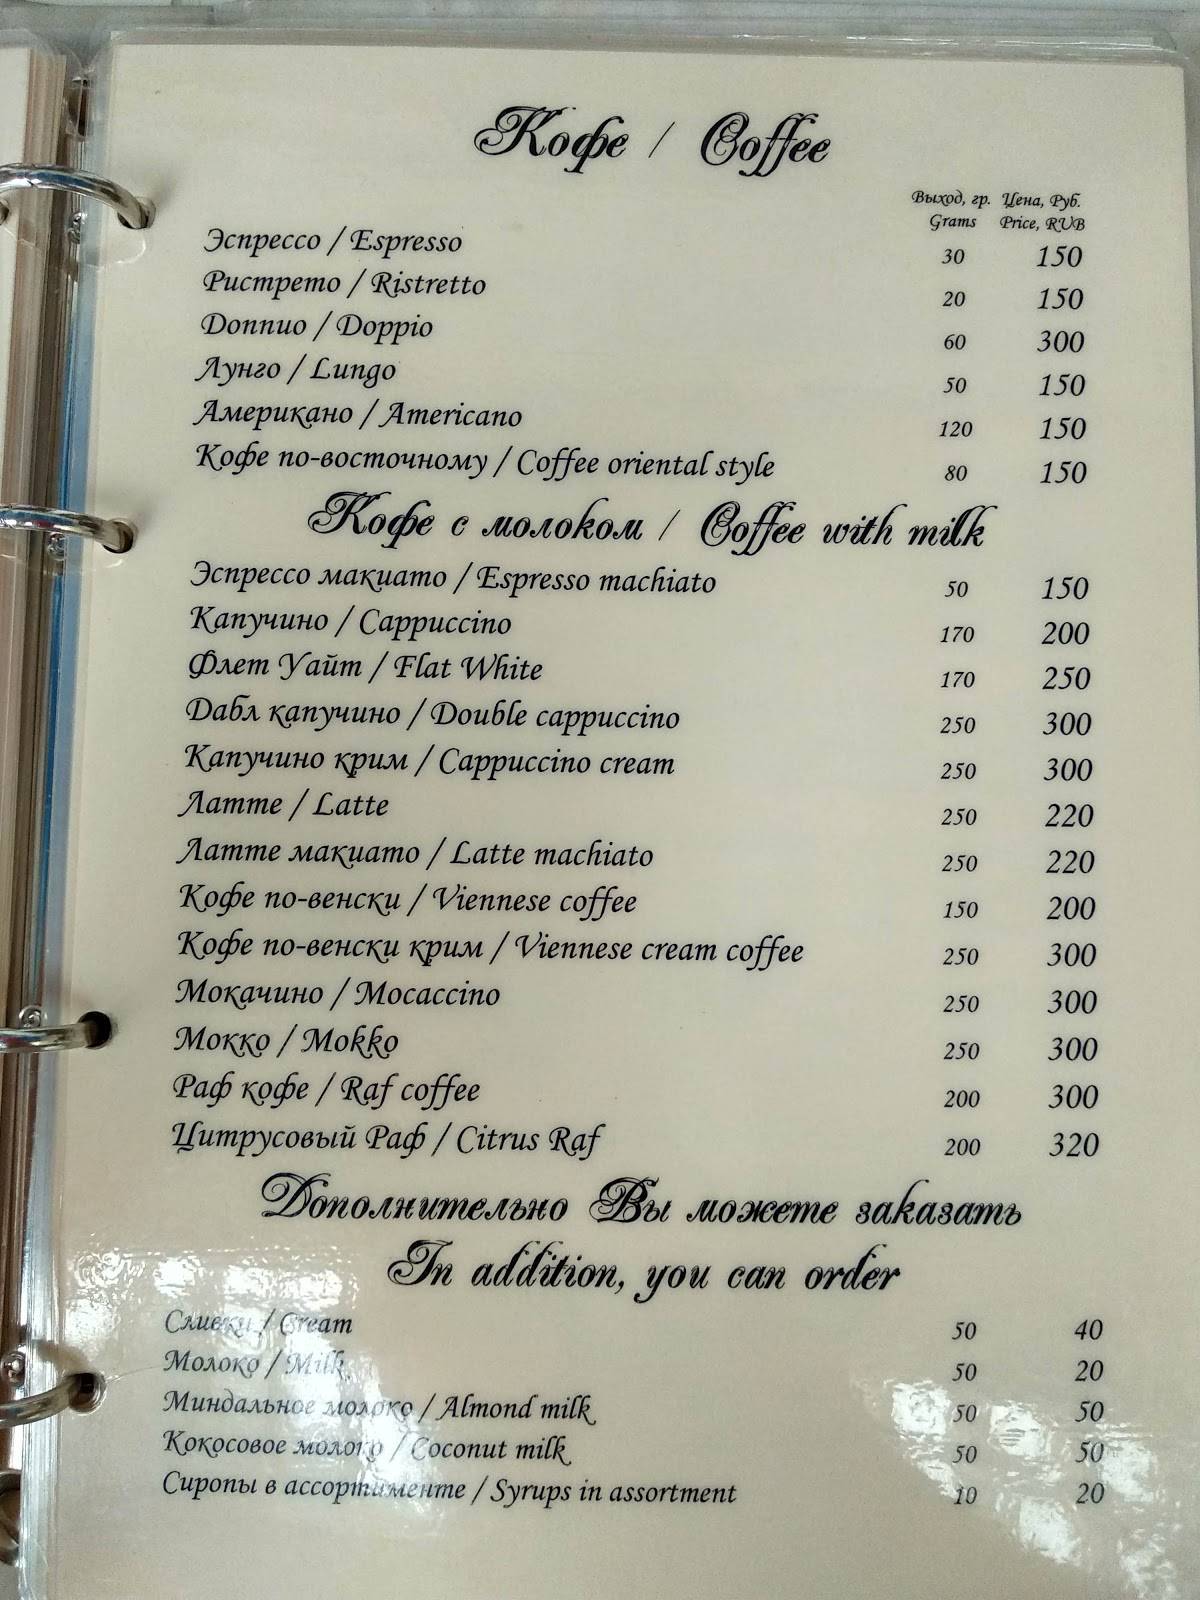 Кофе / Coffee
Выход, гр. Цена, Руб.
Grams Price, RUB
Эспрессо / Espresso 30 150
Ристрето / Ristretto 20 150
Доппио / Doppio 60 300
Лунго / Lungo 50 150
Американо / Americano 120 150
Кофе по-восточному / Coffee oriental style 80 150
Кофе с молоком / Coffee with milk
Эспрессо макиато / Espresso machiato 50 150
Капучино / Cappuccino 170 200
Флет Уайт / Flat White 170 250
Дабл капучино / Double cappuccino 250 300
Капучино крим / Cappuccino cream 250 300
Латте / Latte 250 220
Латте макиато / Latte machiato 250 220
Кофе по-венски / Viennese coffee 150 200
Кофе по-венски крим / Viennese cream coffee 250 300
Мокачино / Mocaccino 250 300
Мокко / Mokko 250 300
Раф кофе / Raf coffee 200 300
Цитрусовый Раф / Citrus Raf 200 320
Дополнительно Вы можете заказать
In addition, you can order
Сливки / Cream 50 40
Молоко / Milk 50 20
Миндальное молоко / Almond milk 50 50
Кокосовое молоко / Coconut milk 50 50
Сиропы в ассортименте / Syrups in assortment 10 20